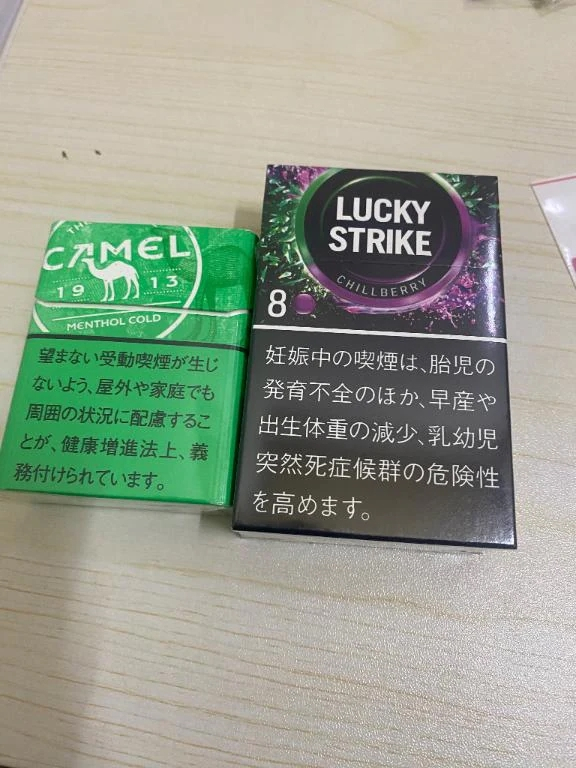 THE
CAMEL
19 13
MENTHOL COLD
望まない受動喫煙が生じ
ないよう、屋外や家庭でも
周囲の状況に配慮するこ
とが、健康増進法上、義
務付けられています。
LUCKY
STRIKE
CHILLBERRY
8
妊娠中の喫煙は、胎児の
発育不全のほか、早産や
出生体重の減少、乳幼児
突然死症候群の危険性
を高めます。